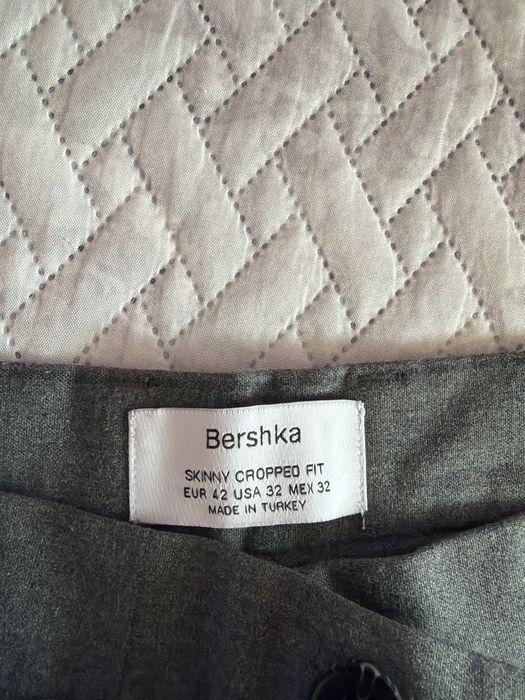 Bershka
SKINNY CROPPED FIT
EUR 42 USA 32 MEX 32
MADE IN TURKEY